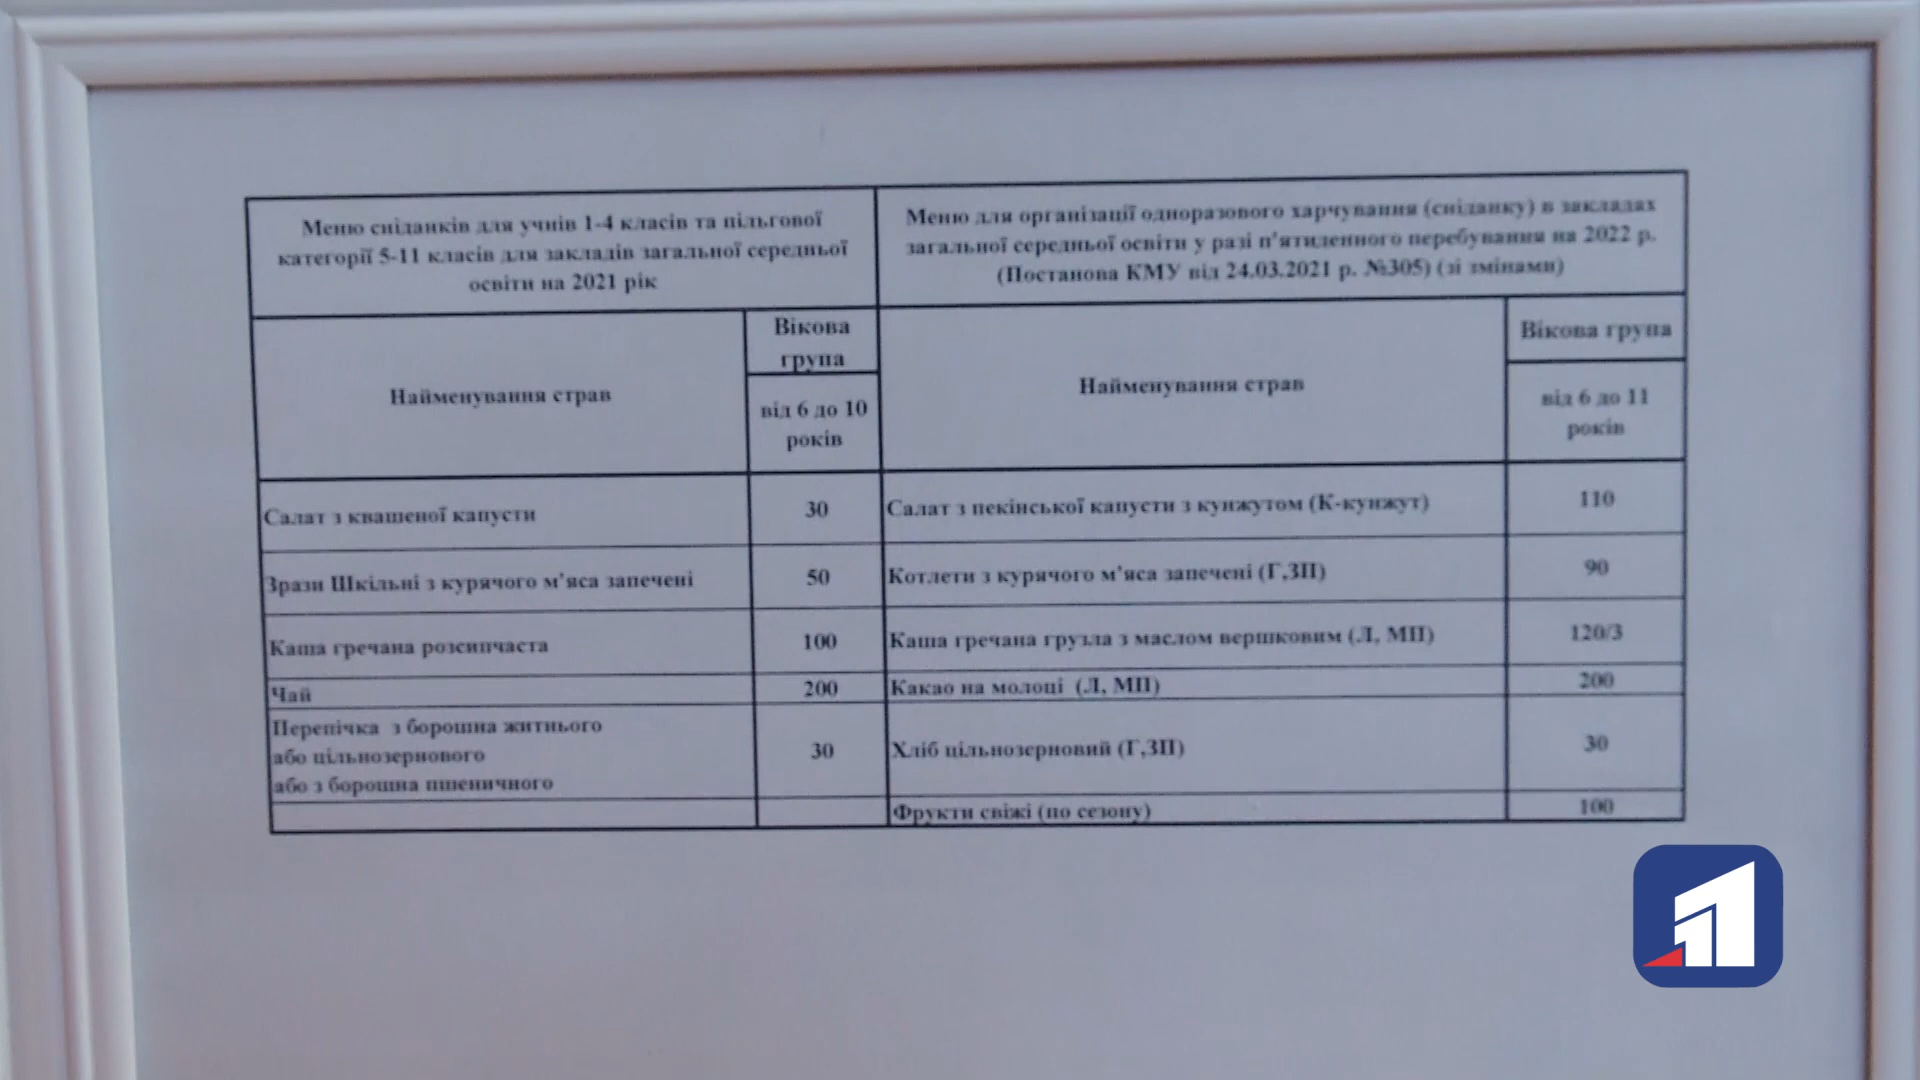 Меню сніданків для учнів 1-4 класів та пільгової
категорії 5-11 класів для закладів загальної середньої
освіти на 2021 рік
Меню для організації одноразового харчування (сніданку) в закладах
загальної середньої освіти у разі п'ятиденного перебування на 2022 р.
(Постанова КМУ від 24.03.2021 р. №305) (зі змінами)
Найменування страв
Вікова
група
від 6 до 10
років
Найменування страв
Вікова група
від 6 до 11
років
Салат з квашеної капусти 30 Салат з пекінської капусти з кунжутом (К-кунжут) 110
Зрази Шкільні з курячого м'яса запечені 50 Котлети з курячого м'яса запечені (Г,ЗП) 90
Каша гречана розсипчаста 100 Каша гречана грузла з маслом вершковим (Л, МП) 120/3
Чай 200 Какао на молоці (Л, МП) 200
Перепічка з борошна житнього
або цільнозернового
або з борошна пшеничного
30 Хліб цільнозерновий (Г,ЗП) 30
Фрукти свіжі (по сезону) 100